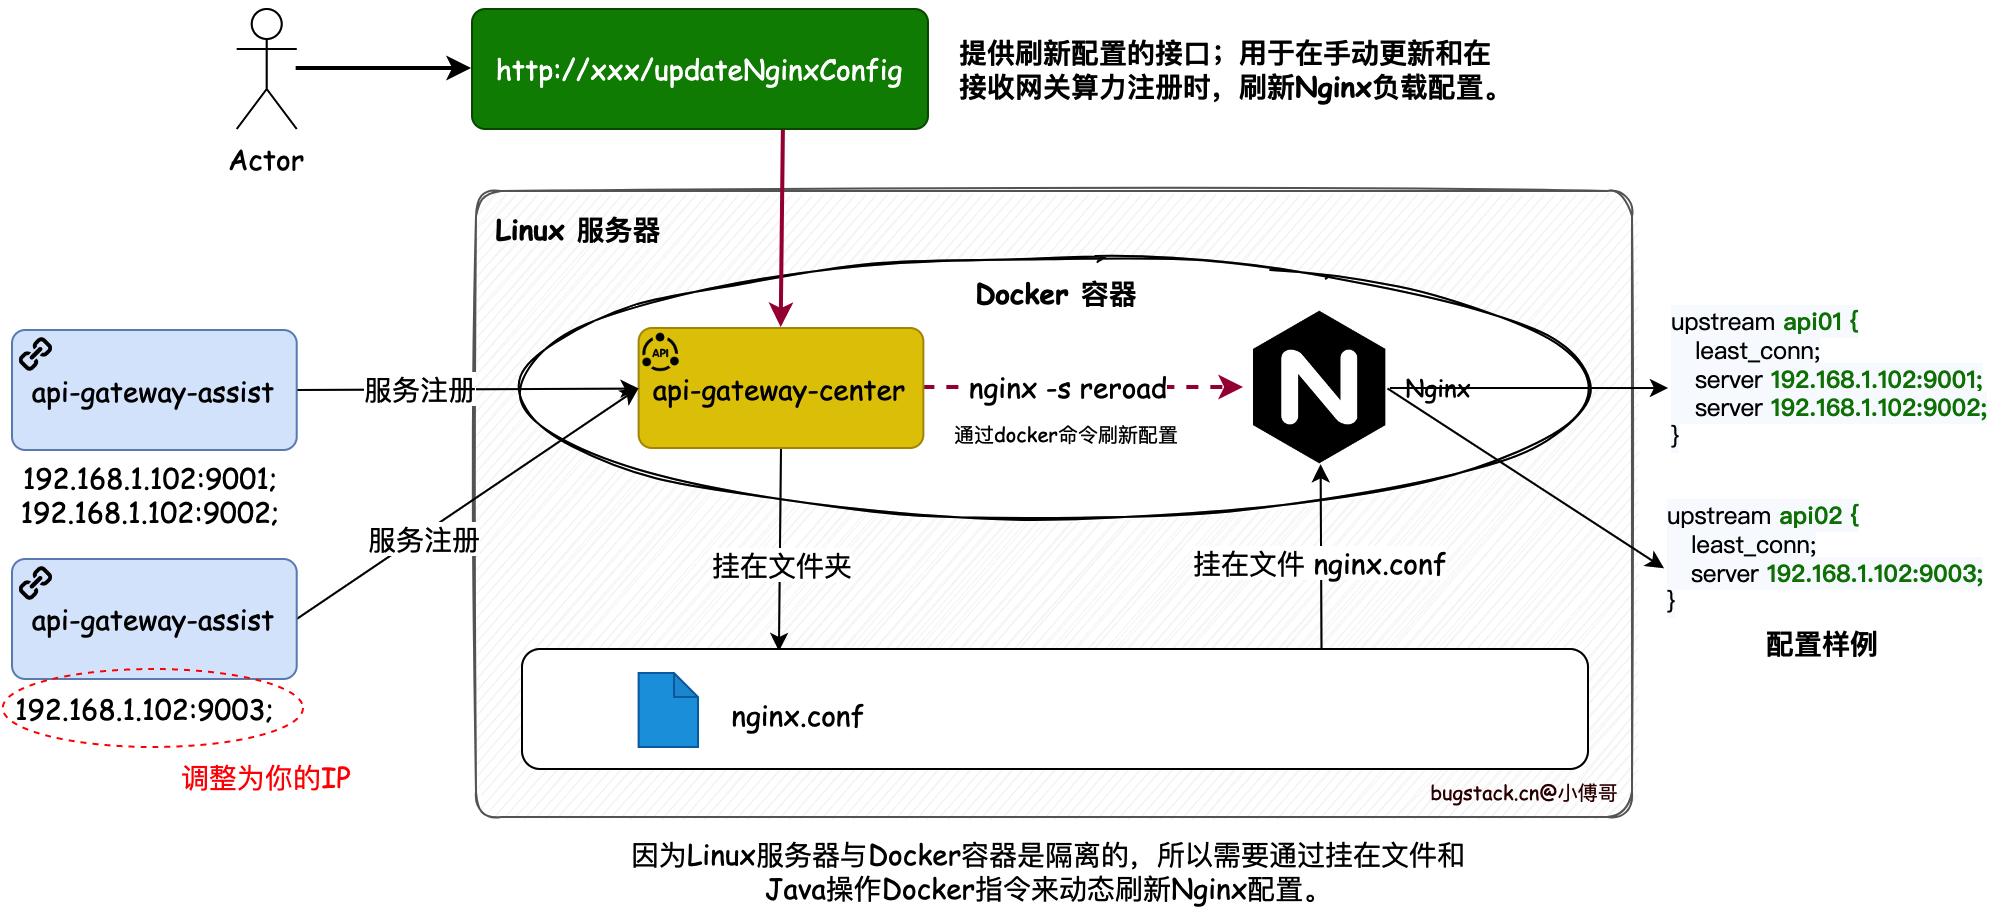 http://xxx/updateNginxConfig
提供刷新配置的接口；用于在手动更新和在
接收网关算力注册时，刷新Nginx负载配置。
Actor
Linux 服务器
Docker 容器
API
api-gateway-assist
服务注册
api-gateway-center
nginx -s reroad
通过docker命令刷新配置
Nginx
upstream api01 {
least_conn;
server 192.168.1.102:9001;
server 192.168.1.102:9002;
}
192.168.1.102:9001;
192.168.1.102:9002;
服务注册
api-gateway-assist
192.168.1.102:9003;
调整为你的IP
挂在文件夹
挂在文件 nginx.conf
upstream api02 {
least_conn;
server 192.168.1.102:9003;
}
配置样例
nginx.conf
bugstack.cn@小傅哥
因为Linux服务器与Docker容器是隔离的，所以需要通过挂在文件和
Java操作Docker指令来动态刷新Nginx配置。